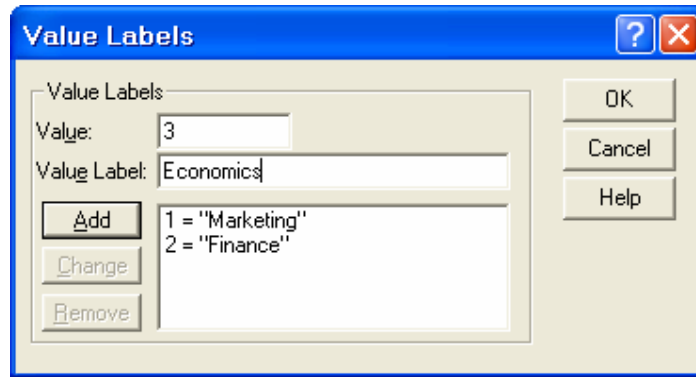 Value Labels
Value Labels
Value: 3
Value Label: Economics
Add
Change
Remove
1 = "Marketing"
2 = "Finance"
OK
Cancel
Help